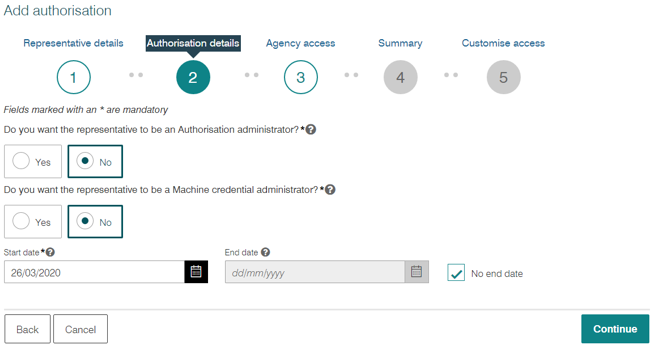 Add authorisation
Representative details Authorisation details Agency access Summary Customise access
1 2 3 4 5
Fields marked with an * are mandatory
Do you want the representative to be an Authorisation administrator?*?
Yes No
Do you want the representative to be a Machine credential administrator?*?
Yes No
Start date*? End date ?
26/03/2020 dd/mm/yyyy No end date
Back Cancel Continue